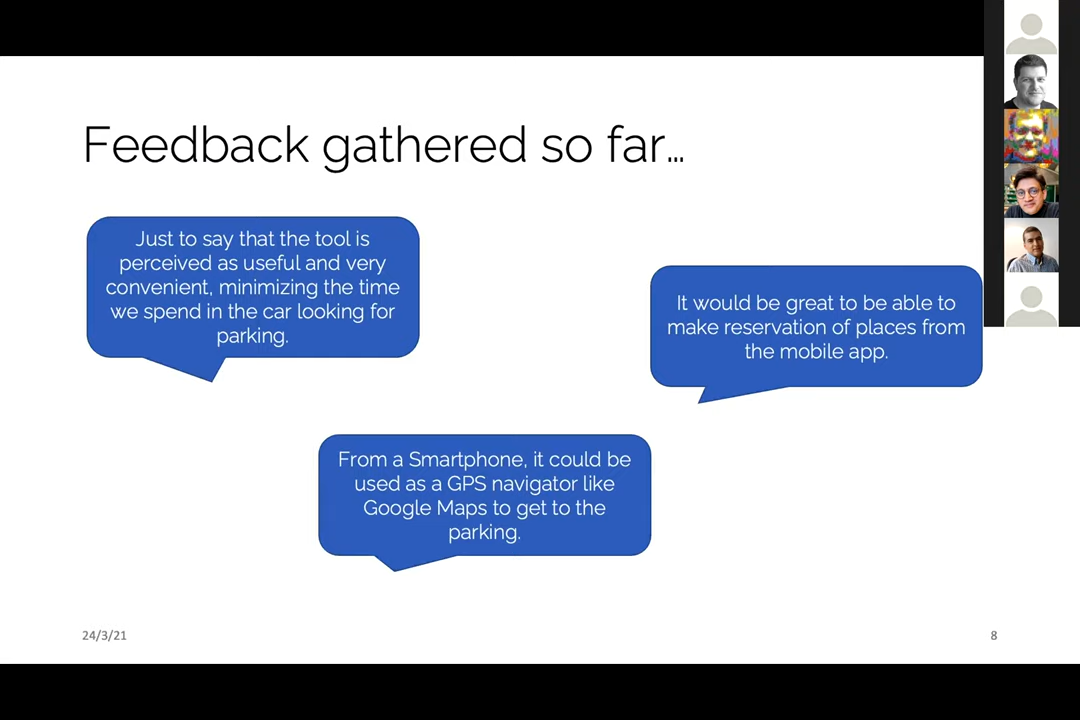 Feedback gathered so far...
Just to say that the tool is
perceived as useful and very
convenient, minimizing the time
we spend in the car looking for
parking.
It would be great to be able to
make reservation of places from
the mobile app.
From a Smartphone, it could be
used as a GPS navigator like
Google Maps to get to the
parking.
24/3/21
8